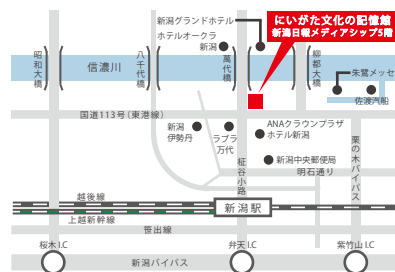 新潟グランドホテル
ホテルオークラ
新潟
にいがた文化の記憶館
新潟日報メディアシップ5階
昭和大橋
信濃川
八千代橋
萬代橋
柳都大橋
朱鷺メッセ
佐渡汽船
国道113号(東港線)
新潟
伊勢丹
ラブラ
万代
ANAクラウンプラザ
ホテル新潟
新潟中央郵便局
明石通り
柾谷小路
栗の木バイパス
越後線
新潟駅
上越新幹線
笹出線
桜木I.C
弁天I.C
紫竹山I.C
新潟バイパス